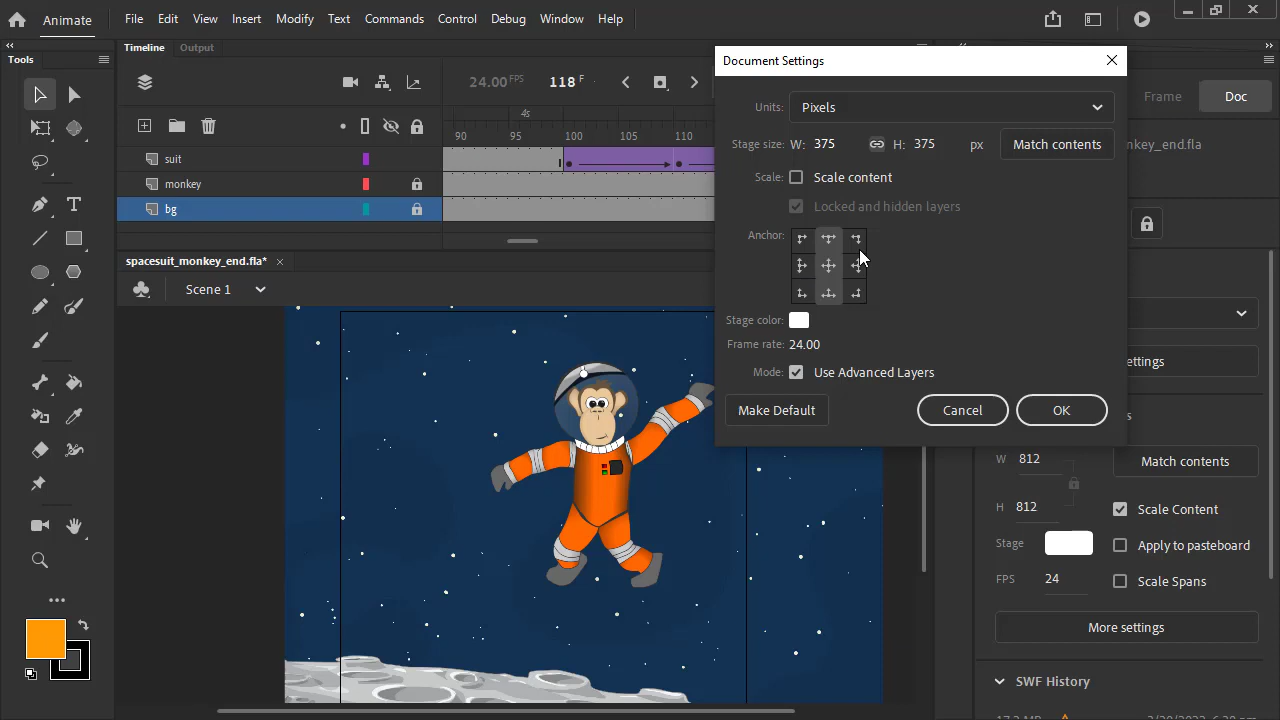 Animate File Edit View Insert Modify Text Commands Control Debug Window Help
Tools
Timeline Output
24.00 FPS 118 F
4s
90 95 100 105 110
suit
monkey
bg
spacesuit_monkey_end.fla*
Scene 1
Document Settings
Units: Pixels
Stage size: W: 375 H: 375 px Match contents
Scale: Scale content
Locked and hidden layers
Anchor:
Stage color:
Frame rate: 24.00
Mode: Use Advanced Layers
Make Default Cancel OK
Frame Doc
nkey_end.fla
ettings
s
W 812 Match contents
H 812 Scale Content
Stage Apply to pasteboard
FPS 24 Scale Spans
More settings
SWF History